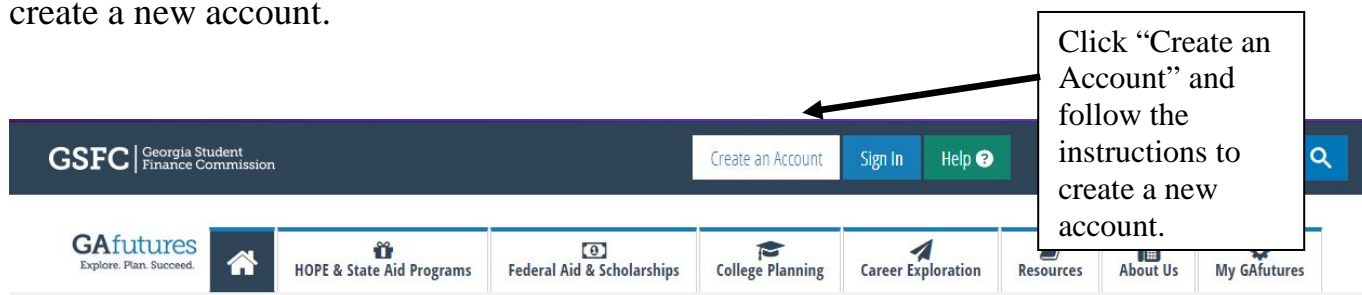 create a new account.
Click “Create an
Account” and
follow the
instructions to
create a new
account.
GSFC Georgia Student
Finance Commission
Create an Account Sign In Help ?
GAfutures
Explore. Plan. Succeed.
HOPE & State Aid Programs Federal Aid & Scholarships College Planning Career Exploration Resources About Us My GAfutures